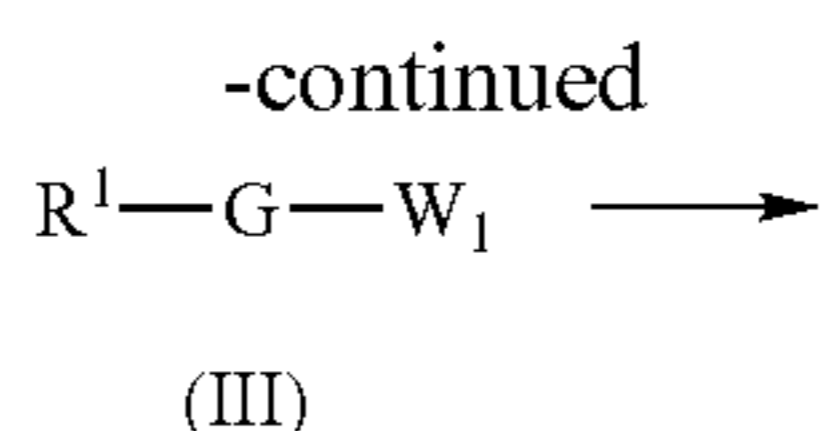 -continued
R¹—G—W₁ ⟶
(III)